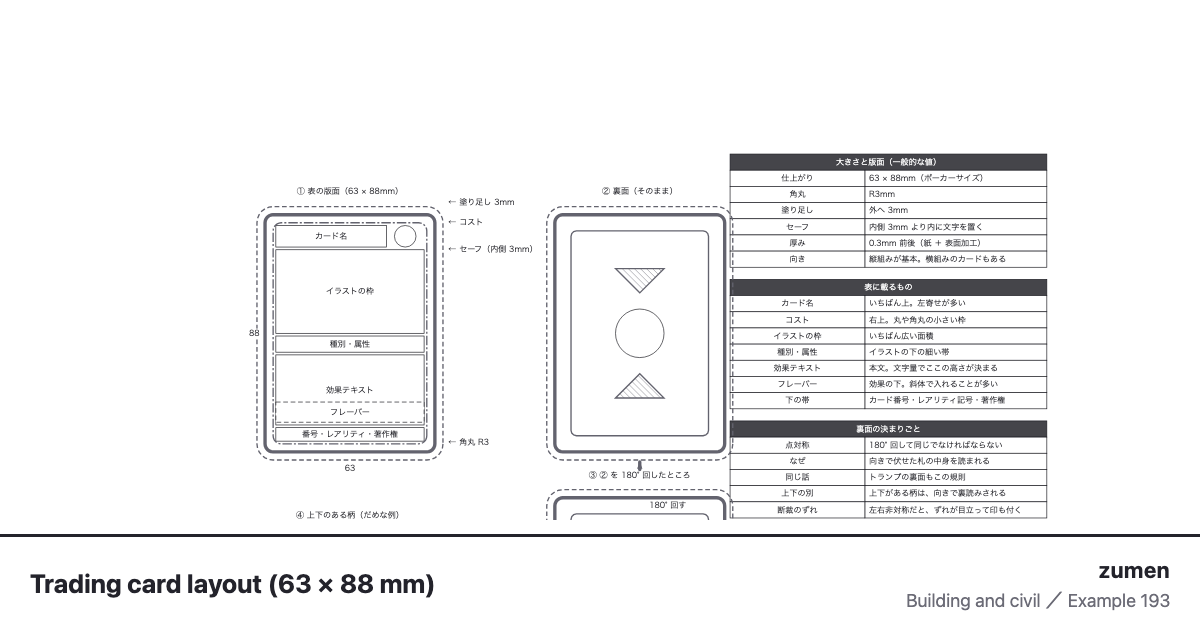 ① 表の版面（63 × 88mm）
← 塗り足し 3mm
← コスト
← セーフ（内側 3mm）
カード名
イラストの枠
88
種別・属性
効果テキスト
フレーバー
番号・レアリティ・著作権
← 角丸 R3
63
② 裏面（そのまま）
③ ② を 180° 回したところ
180° 回す
④ 上下のある柄（だめな例）
大きさと版面（一般的な値）
仕上がり 63 × 88mm（ポーカーサイズ）
角丸 R3mm
塗り足し 外へ 3mm
セーフ 内側 3mm より内に文字を置く
厚み 0.3mm 前後（紙 ＋ 表面加工）
向き 縦組みが基本。横組みのカードもある
表に載るもの
カード名 いちばん上。左寄せが多い
コスト 右上。丸や角丸の小さい枠
イラストの枠 いちばん広い面積
種別・属性 イラストの下の細い帯
効果テキスト 本文。文字量でここの高さが決まる
フレーバー 効果の下。斜体で入れることが多い
下の帯 カード番号・レアリティ記号・著作権
裏面の決まりごと
点対称 180° 回して同じでなければならない
なぜ 向きで伏せた札の中身を読まれる
同じ話 トランプの裏面もこの規則
上下の別 上下がある柄は、向きで裏読みされる
断裁のずれ 左右非対称だと、ずれが目立って印も付く
Trading card layout (63 × 88 mm)
zumen
Building and civil ／ Example 193